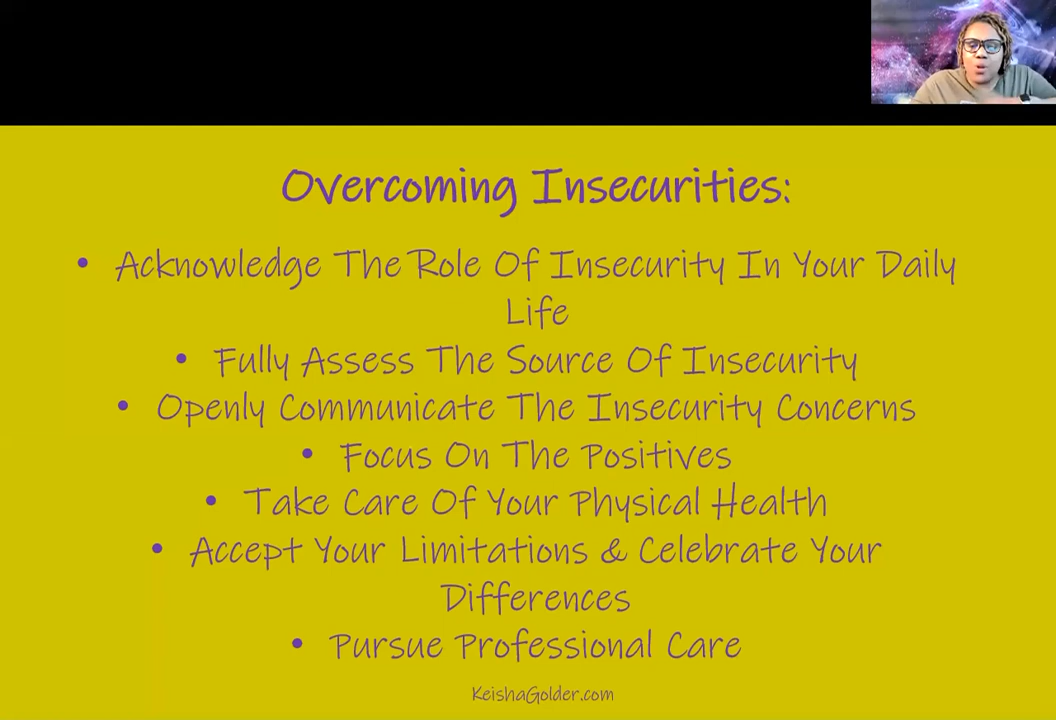 Overcoming Insecurities:
• Acknowledge The Role Of Insecurity In Your Daily
Life
• Fully Assess The Source Of Insecurity
• Openly Communicate The Insecurity Concerns
• Focus On The Positives
• Take Care Of Your Physical Health
• Accept Your Limitations & Celebrate Your
Differences
• Pursue Professional Care
KeishaGolder.com